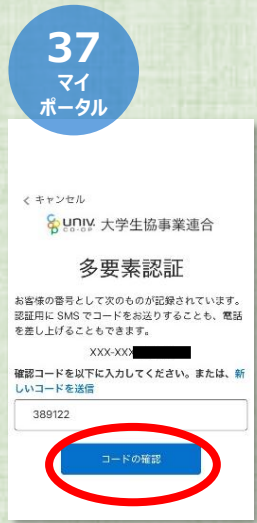 37
マイ
ポータル
< キャンセル
UNIV. CO-OP 大学生協事業連合
多要素認証
お客様の番号として次のものが記録されています。
認証用に SMS でコードをお送りすることも、電話
を差し上げることもできます。
XXX-XXX
確認コードを以下に入力してください。または、新
しいコードを送信
389122
コードの確認